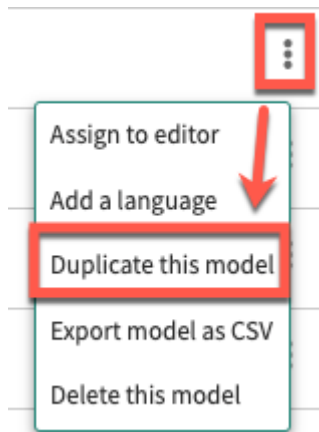 Assign to editor
Add a language
Duplicate this model
Export model as CSV
Delete this model